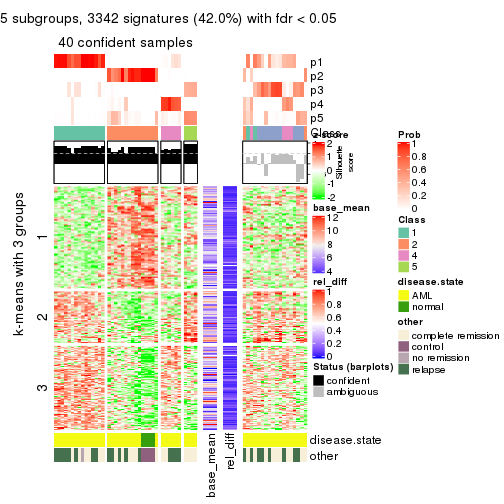 5 subgroups, 3342 signatures (42.0%) with fdr < 0.05
40 confident samples
p1
p2
p3
p4
p5
Class
k-means with 3 groups
1
2
3
base_mean
rel_diff
disease.state
other
z-score
2
1
0
-1
-2
Silhouette
score
base_mean
12
10
8
6
4
rel_diff
1
0.8
0.6
0.4
0.2
0
Status (barplots)
confident
ambiguous
Prob
1
0.8
0.6
0.4
0.2
0
Class
1
2
4
5
disease.state
AML
normal
other
complete remission
control
no remission
relapse